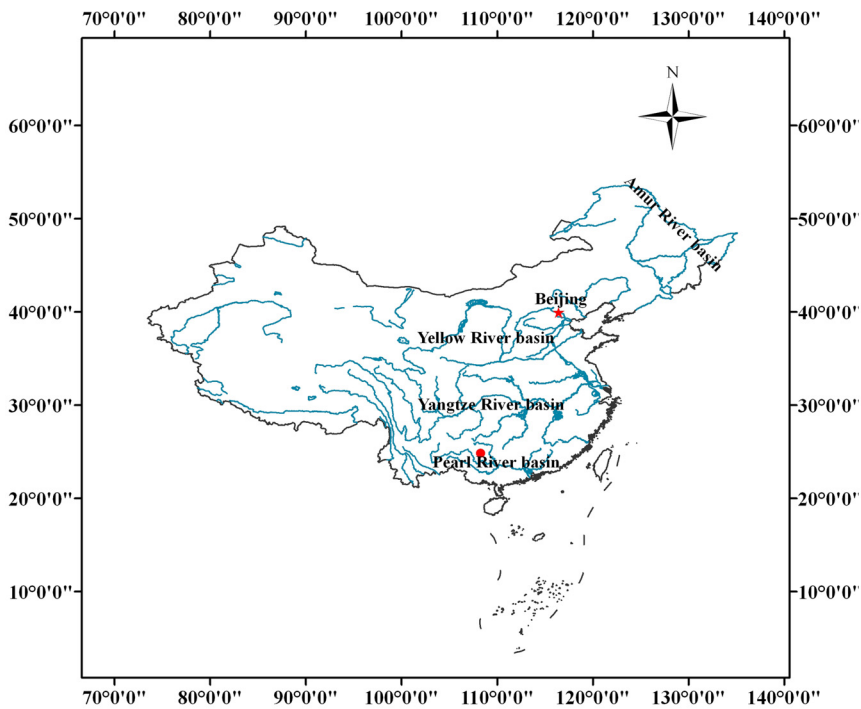 70°0'0" 80°0'0" 90°0'0" 100°0'0" 110°0'0" 120°0'0" 130°0'0" 140°0'0"
N
60°0'0" 60°0'0"
Amur River basin
50°0'0" 50°0'0"
Beijing
40°0'0" 40°0'0"
Yellow River basin
30°0'0" 30°0'0"
Yangtze River basin
Pearl River basin
20°0'0" 20°0'0"
10°0'0" 10°0'0"
70°0'0" 80°0'0" 90°0'0" 100°0'0" 110°0'0" 120°0'0" 130°0'0" 140°0'0"